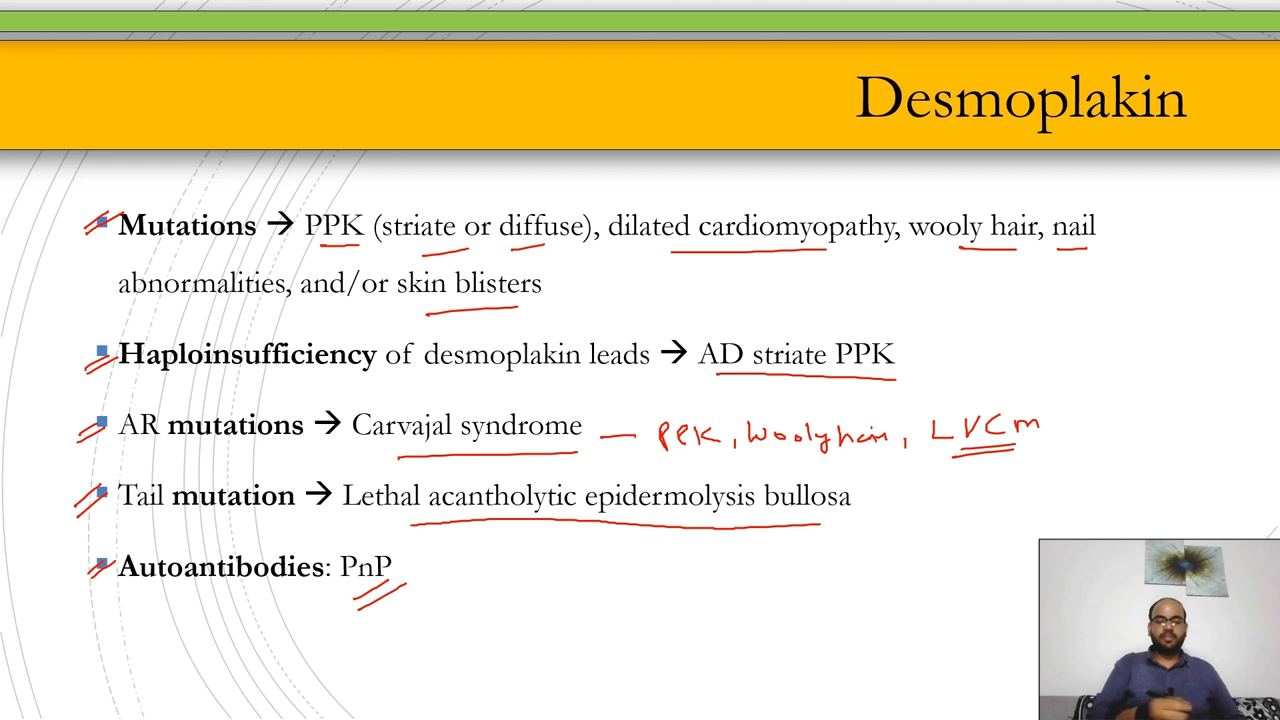 Desmoplakin
Mutations → PPK (striate or diffuse), dilated cardiomyopathy, wooly hair, nail
abnormalities, and/or skin blisters
Haploinsufficiency of desmoplakin leads → AD striate PPK
AR mutations → Carvajal syndrome — PPK, Woolyhair, LVCM
Tail mutation → Lethal acantholytic epidermolysis bullosa
Autoantibodies: PnP